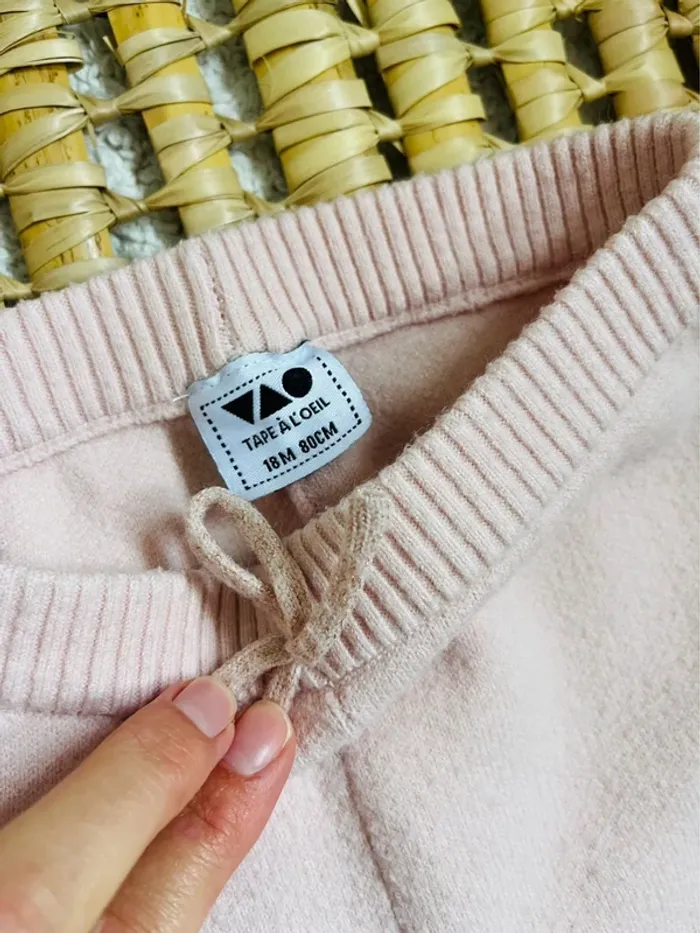 TAPE À L'OEIL
18M 80CM